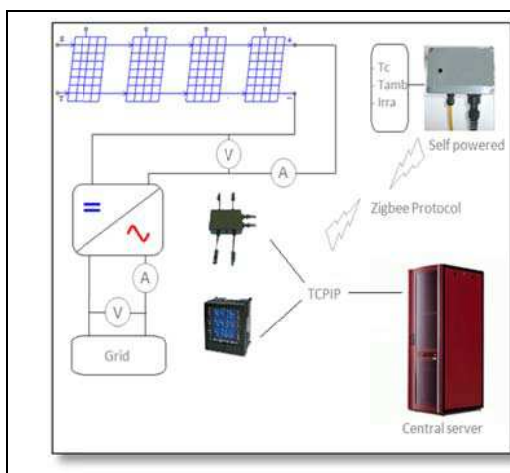 Tc
Tamb
Irra
Self powered
V
A
Zigbee Protocol
A
V
TCPIP
Grid
Central server